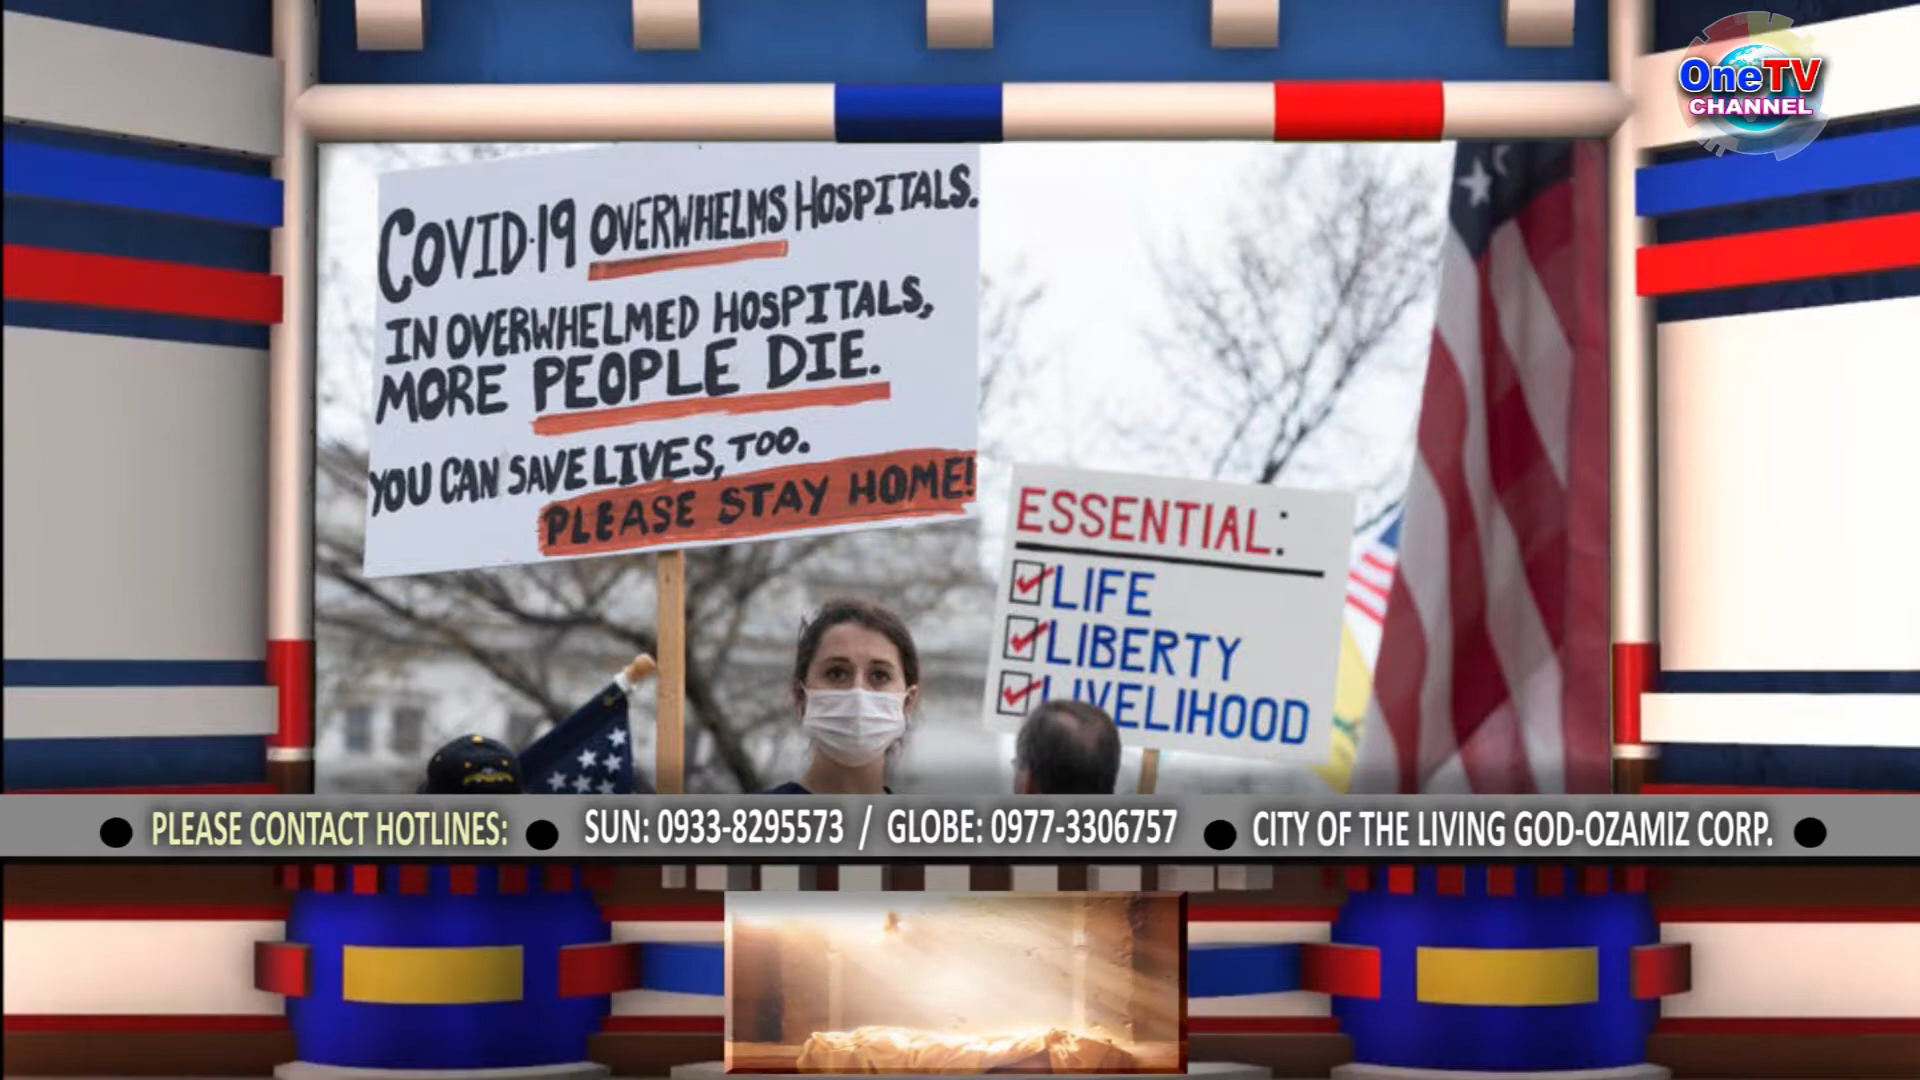 OneTV
CHANNEL
COVID-19 OVERWHELMS HOSPITALS.
IN OVERWHELMED HOSPITALS,
MORE PEOPLE DIE.
YOU CAN SAVE LIVES, TOO.
PLEASE STAY HOME!
ESSENTIAL:
LIFE
LIBERTY
LIVELIHOOD
PLEASE CONTACT HOTLINES: SUN: 0933-8295573 / GLOBE: 0977-3306757 CITY OF THE LIVING GOD-OZAMIZ CORP.